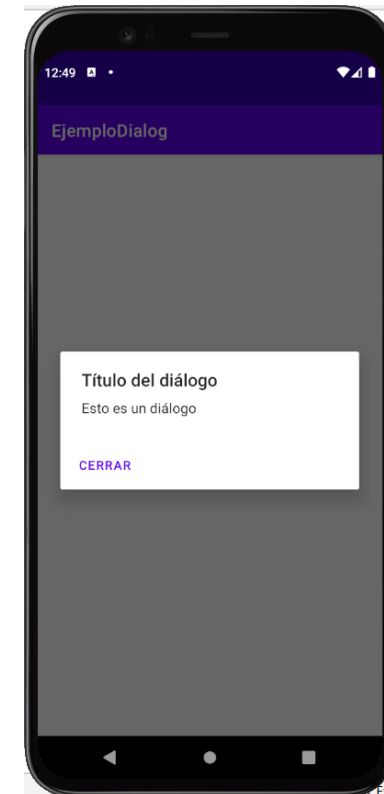 12:49
EjemploDialog
Título del diálogo
Esto es un diálogo
CERRAR